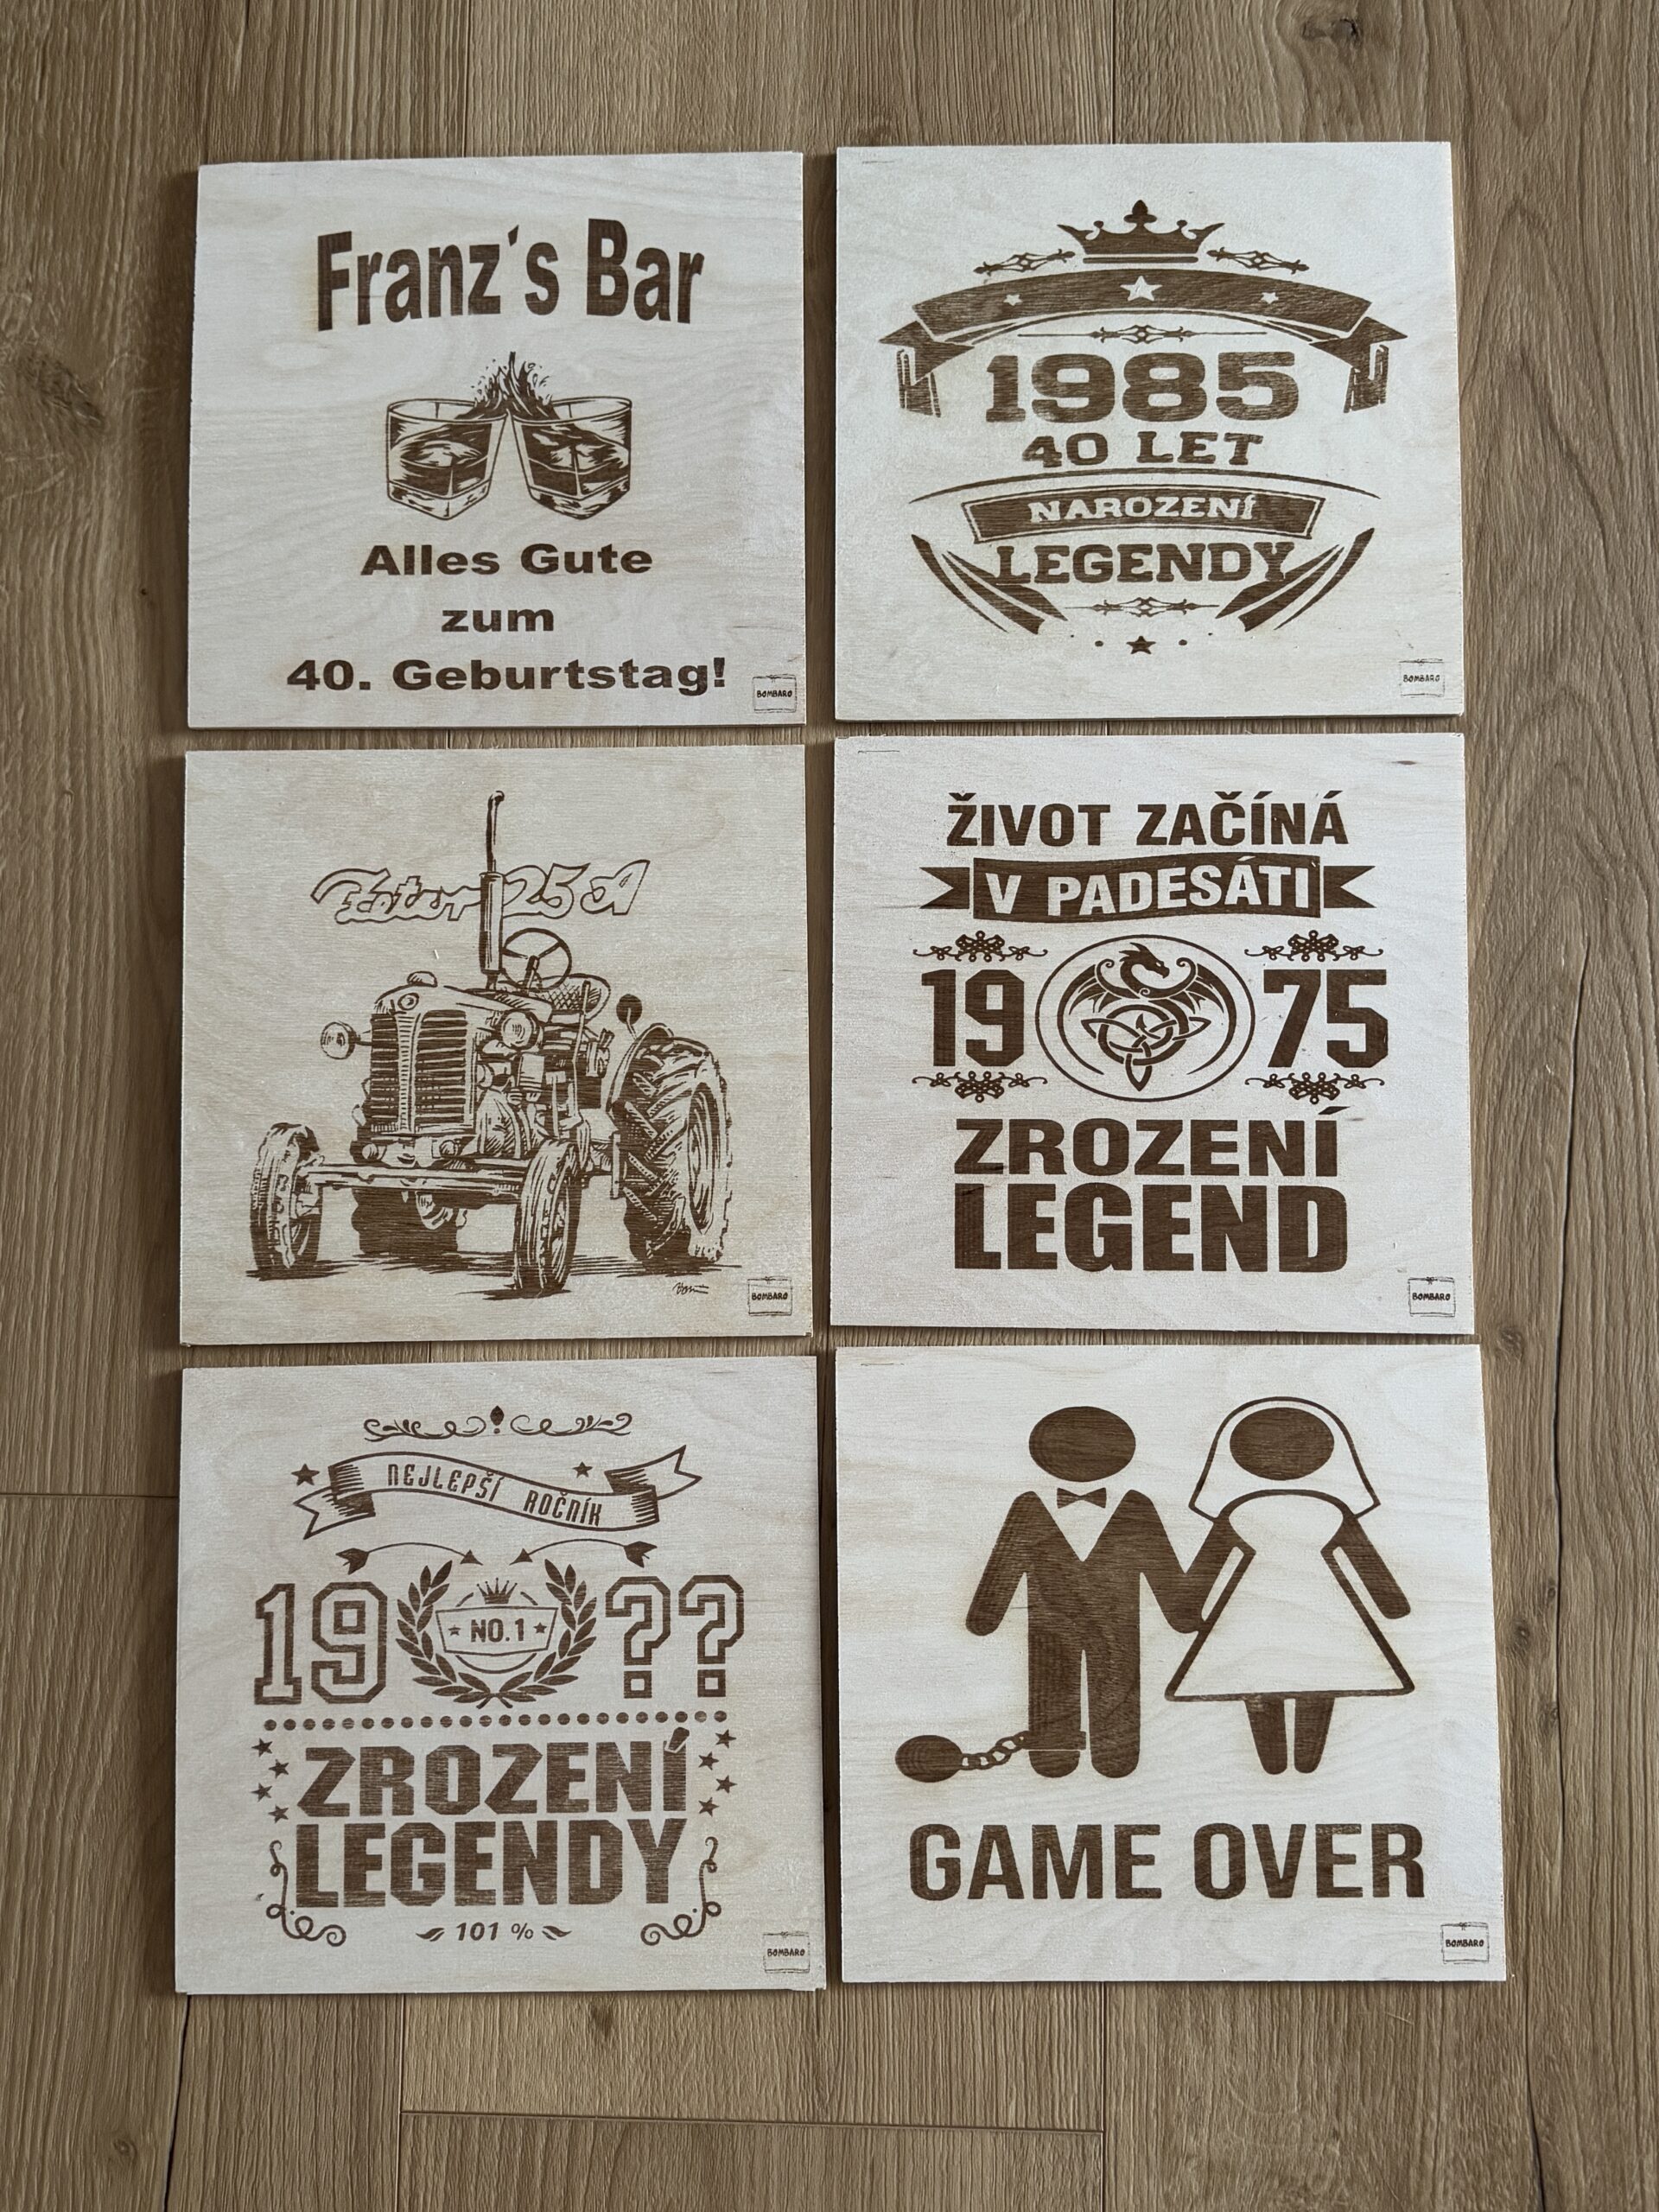 Franz´s Bar
Alles Gute
zum
40. Geburtstag!
BOMBARO
1985
40 LET
NAROZENÍ
LEGENDY
BOMBARO
Zetor 25 A
BOMBARO
ŽIVOT ZAČÍNÁ
V PADESÁTI
19 75
ZROZENÍ
LEGEND
BOMBARO
NEJLEPŠÍ ROČNÍK
19 NO.1 ??
ZROZENÍ
LEGENDY
101 %
BOMBARO
GAME OVER
BOMBARO